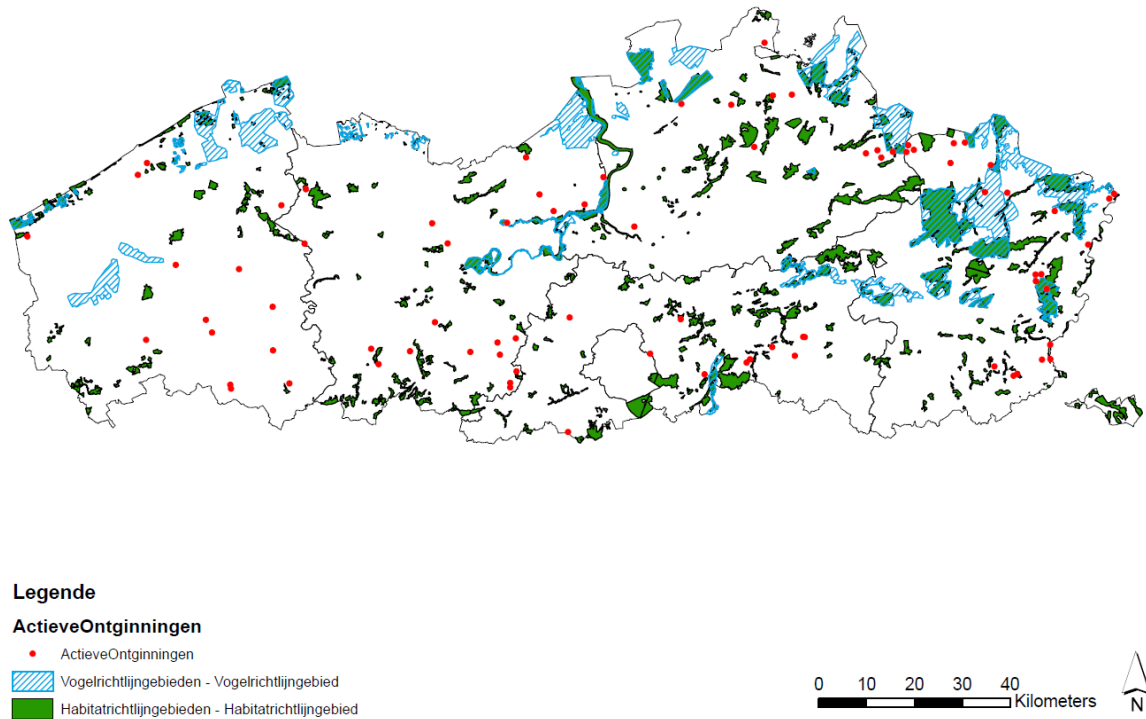 Legende
ActieveOntginningen
ActieveOntginningen
Vogelrichtlijngebieden - Vogelrichtlijngebied
Habitatrichtlijngebieden - Habitatrichtlijngebied
0 10 20 30 40
Kilometers
N